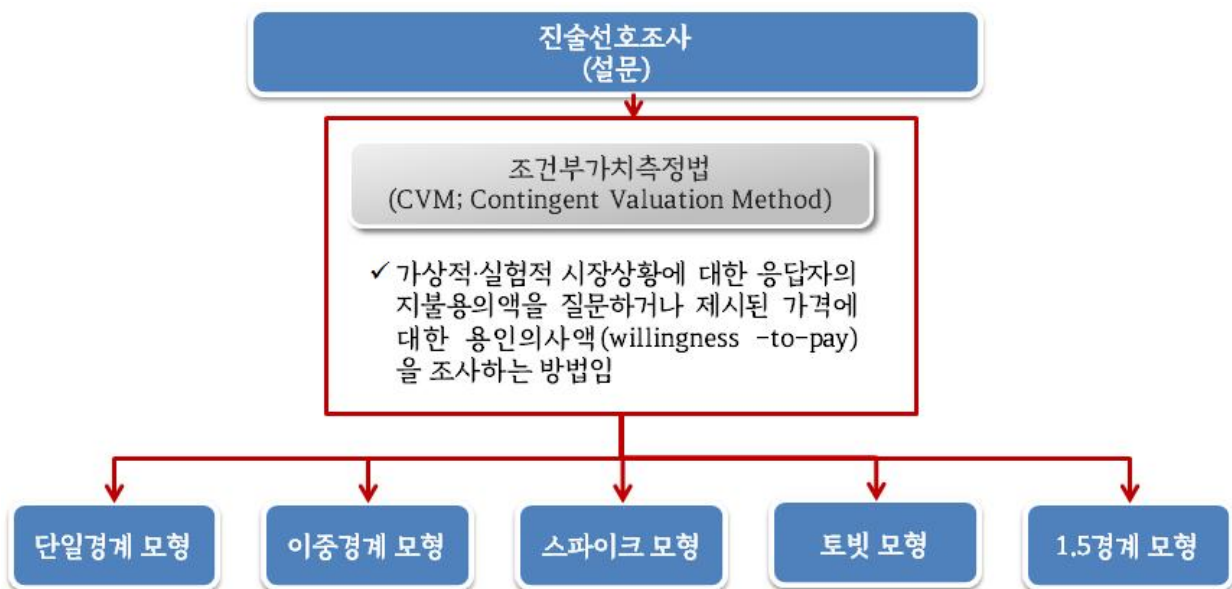 진술선호조사
(설문)
조건부가치측정법
(CVM; Contingent Valuation Method)
✓ 가상적·실험적 시장상황에 대한 응답자의
지불용의액을 질문하거나 제시된 가격에
대한 용인의사액(willingness -to-pay)
을 조사하는 방법임
단일경계 모형
이중경계 모형
스파이크 모형
토빗 모형
1.5경계 모형